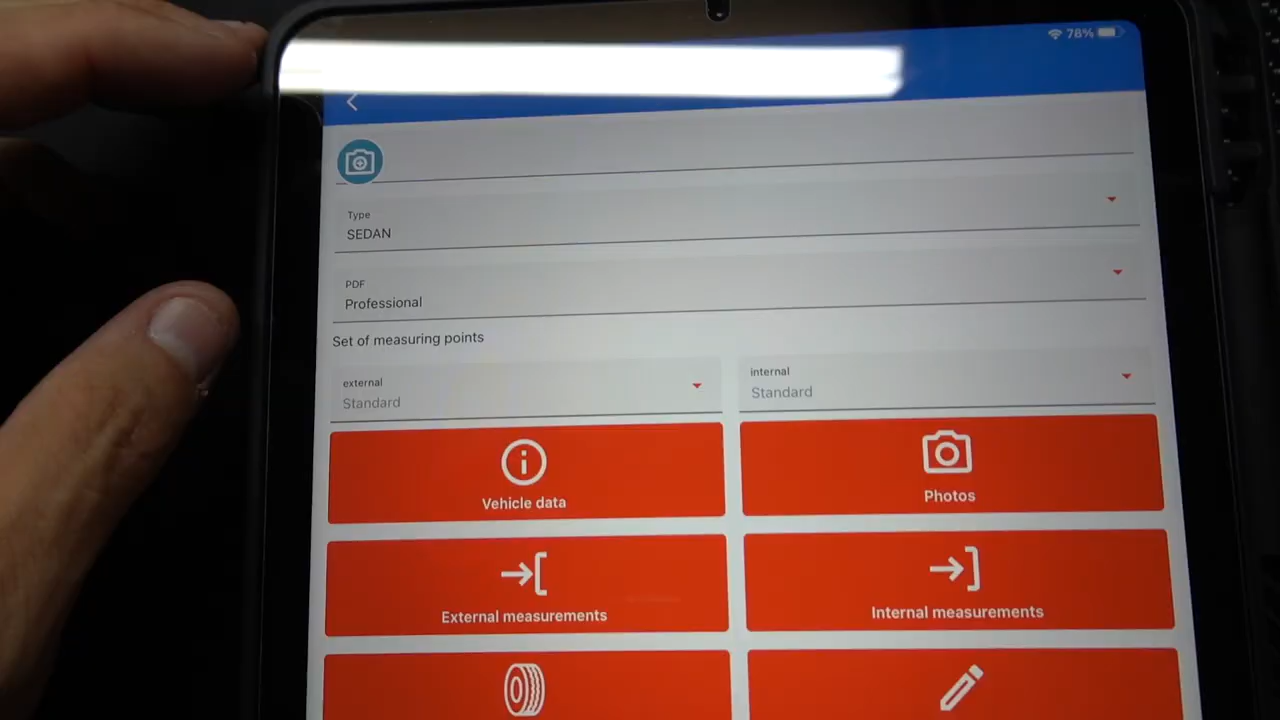 78%
Type
SEDAN
PDF
Professional
Set of measuring points
external
Standard
internal
Standard
Vehicle data
Photos
External measurements
Internal measurements